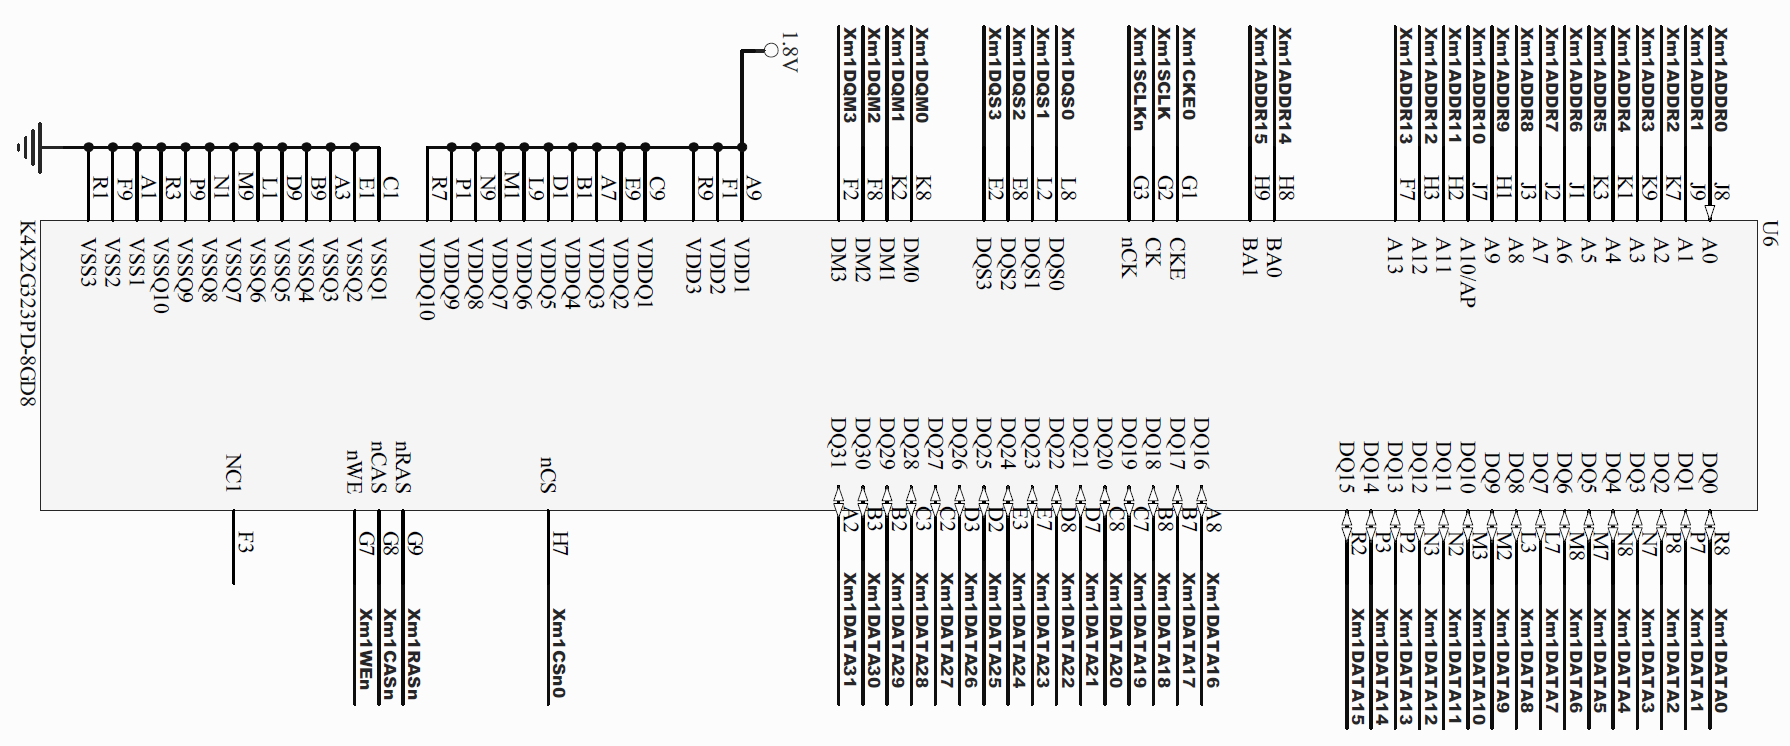 U6
Xm1ADDR0 J8 A0 DQ0 R8 Xm1DATA0
Xm1ADDR1 J9 A1 DQ1 P7 Xm1DATA1
Xm1ADDR2 K7 A2 DQ2 P8 Xm1DATA2
Xm1ADDR3 K9 A3 DQ3 N7 Xm1DATA3
Xm1ADDR4 K1 A4 DQ4 N8 Xm1DATA4
Xm1ADDR5 K3 A5 DQ5 M7 Xm1DATA5
Xm1ADDR6 J1 A6 DQ6 M8 Xm1DATA6
Xm1ADDR7 J2 A7 DQ7 L7 Xm1DATA7
Xm1ADDR8 J3 A8 DQ8 L3 Xm1DATA8
Xm1ADDR9 H1 A9 DQ9 M2 Xm1DATA9
Xm1ADDR10 J7 A10/AP DQ10 M3 Xm1DATA10
Xm1ADDR11 H2 A11 DQ11 N2 Xm1DATA11
Xm1ADDR12 H3 A12 DQ12 N3 Xm1DATA12
Xm1ADDR13 F7 A13 DQ13 P2 Xm1DATA13
DQ14 P3 Xm1DATA14
DQ15 R2 Xm1DATA15
Xm1ADDR14 H8 BA0
Xm1ADDR15 H9 BA1
DQ16 A8 Xm1DATA16
Xm1CKE0 G1 CKE DQ17 B7 Xm1DATA17
Xm1SCLK G2 CK DQ18 B8 Xm1DATA18
Xm1SCLKn G3 nCK DQ19 C7 Xm1DATA19
DQ20 C8 Xm1DATA20
DQ21 D7 Xm1DATA21
Xm1DQS0 L8 DQS0 DQ22 D8 Xm1DATA22
Xm1DQS1 L2 DQS1 DQ23 E7 Xm1DATA23
Xm1DQS2 E8 DQS2 DQ24 E3 Xm1DATA24
Xm1DQS3 E2 DQS3 DQ25 D2 Xm1DATA25
DQ26 D3 Xm1DATA26
DQ27 C2 Xm1DATA27
Xm1DQM0 K8 DM0 DQ28 C3 Xm1DATA28
Xm1DQM1 K2 DM1 DQ29 B2 Xm1DATA29
Xm1DQM2 F8 DM2 DQ30 B3 Xm1DATA30
Xm1DQM3 F2 DM3 DQ31 A2 Xm1DATA31
1.8V
A9 VDD1
F1 VDD2
R9 VDD3
C9 VDDQ1
E9 VDDQ2
A7 VDDQ3
B1 VDDQ4
D1 VDDQ5 nCS H7 Xm1CSn0
L9 VDDQ6
M1 VDDQ7
N9 VDDQ8
P1 VDDQ9
R7 VDDQ10
nRAS G9 Xm1RASn
C1 VSSQ1 nCAS G8 Xm1CASn
E1 VSSQ2 nWE G7 Xm1WEn
A3 VSSQ3
B9 VSSQ4
D9 VSSQ5
L1 VSSQ6
M9 VSSQ7 NC1 F3
N1 VSSQ8
P9 VSSQ9
R3 VSSQ10
A1 VSS1
F9 VSS2
R1 VSS3
K4X2G323PD-8GD8